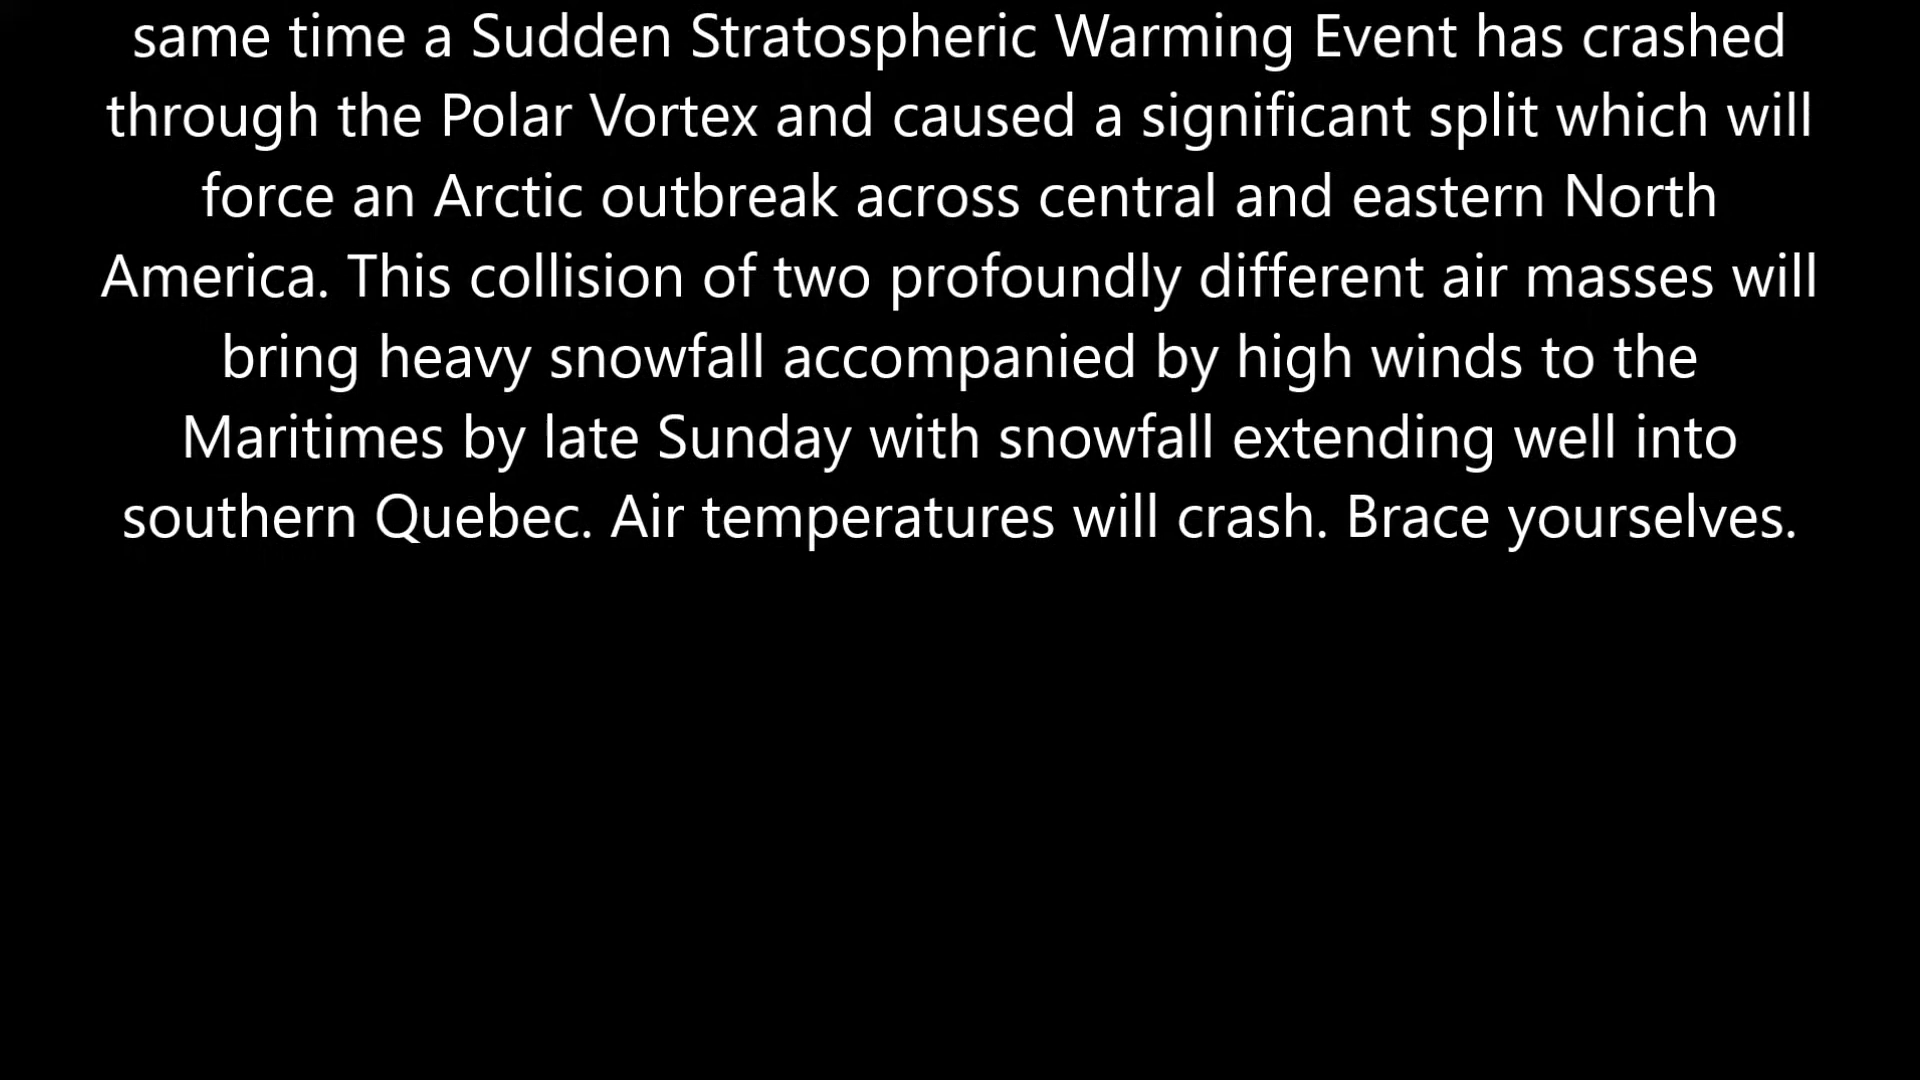 same time a Sudden Stratospheric Warming Event has crashed
through the Polar Vortex and caused a significant split which will
force an Arctic outbreak across central and eastern North
America. This collision of two profoundly different air masses will
bring heavy snowfall accompanied by high winds to the
Maritimes by late Sunday with snowfall extending well into
southern Quebec. Air temperatures will crash. Brace yourselves.